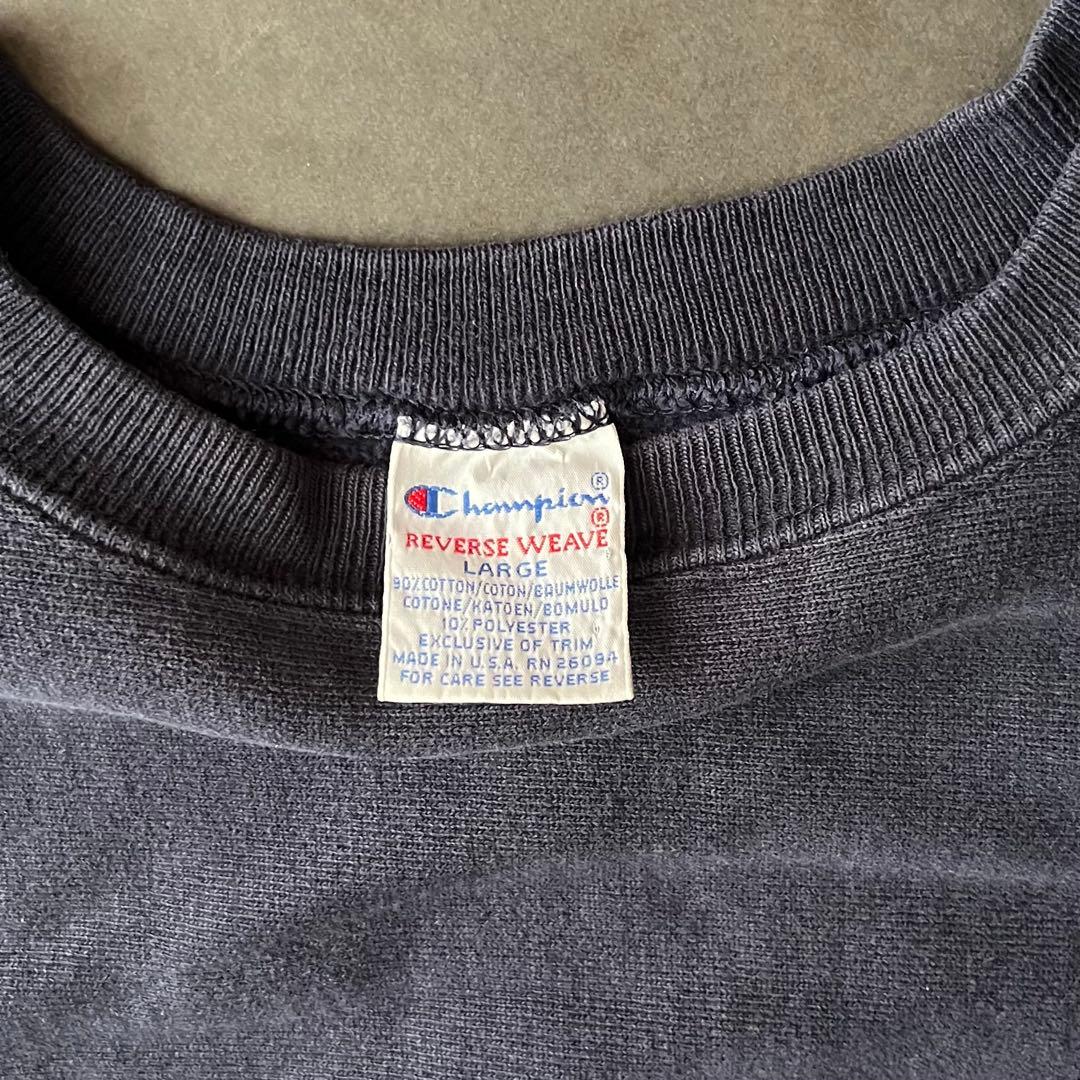 Champion®
REVERSE WEAVE®
LARGE
90% COTTON/COTON/BAUMWOLLE
COTONE/KATOEN/BOMULD
10% POLYESTER
EXCLUSIVE OF TRIM
MADE IN U.S.A. RN 26094
FOR CARE SEE REVERSE